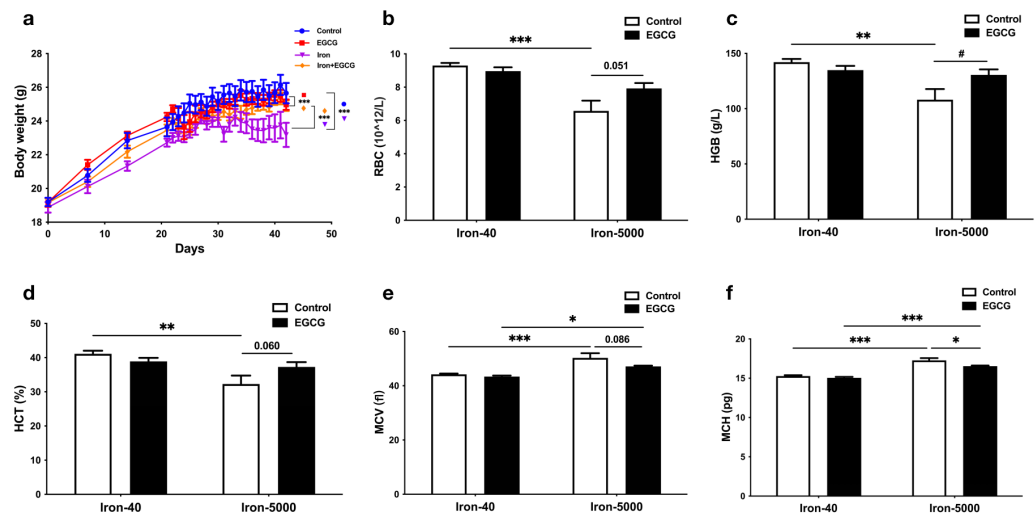 a
Control
EGCG
Iron
Iron+EGCG
Body weight (g)
28
26
24
22
20
18
0
10
20
30
40
50
Days
***
***
***
b
Control
EGCG
RBC (10^12/L)
10
8
6
4
2
0
***
0.051
Iron-40
Iron-5000
c
Control
EGCG
HGB (g/L)
150
100
50
0
**
#
Iron-40
Iron-5000
d
Control
EGCG
HCT (%)
50
40
30
20
10
0
**
0.060
Iron-40
Iron-5000
e
Control
EGCG
MCV (fl)
60
40
20
0
*
***
0.086
Iron-40
Iron-5000
f
Control
EGCG
MCH (pg)
20
15
10
5
0
***
***
*
Iron-40
Iron-5000